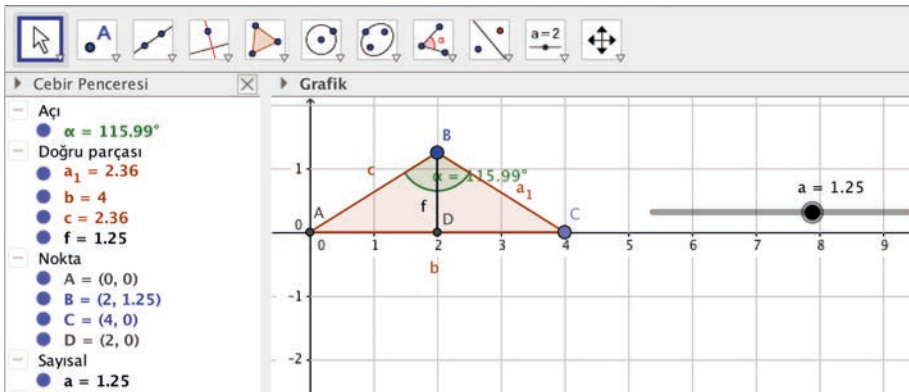 A
α
a=2
Cebir Penceresi
Grafik
Açı
α = 115.99°
Doğru parçası
a₁ = 2.36
b = 4
c = 2.36
f = 1.25
Nokta
A = (0, 0)
B = (2, 1.25)
C = (4, 0)
D = (2, 0)
Sayısal
a = 1.25
B
1
c
α = 115.99°
a₁
a = 1.25
f
A
D
C
0
0 1 2 3 4 5 6 7 8 9
b
-1
-2